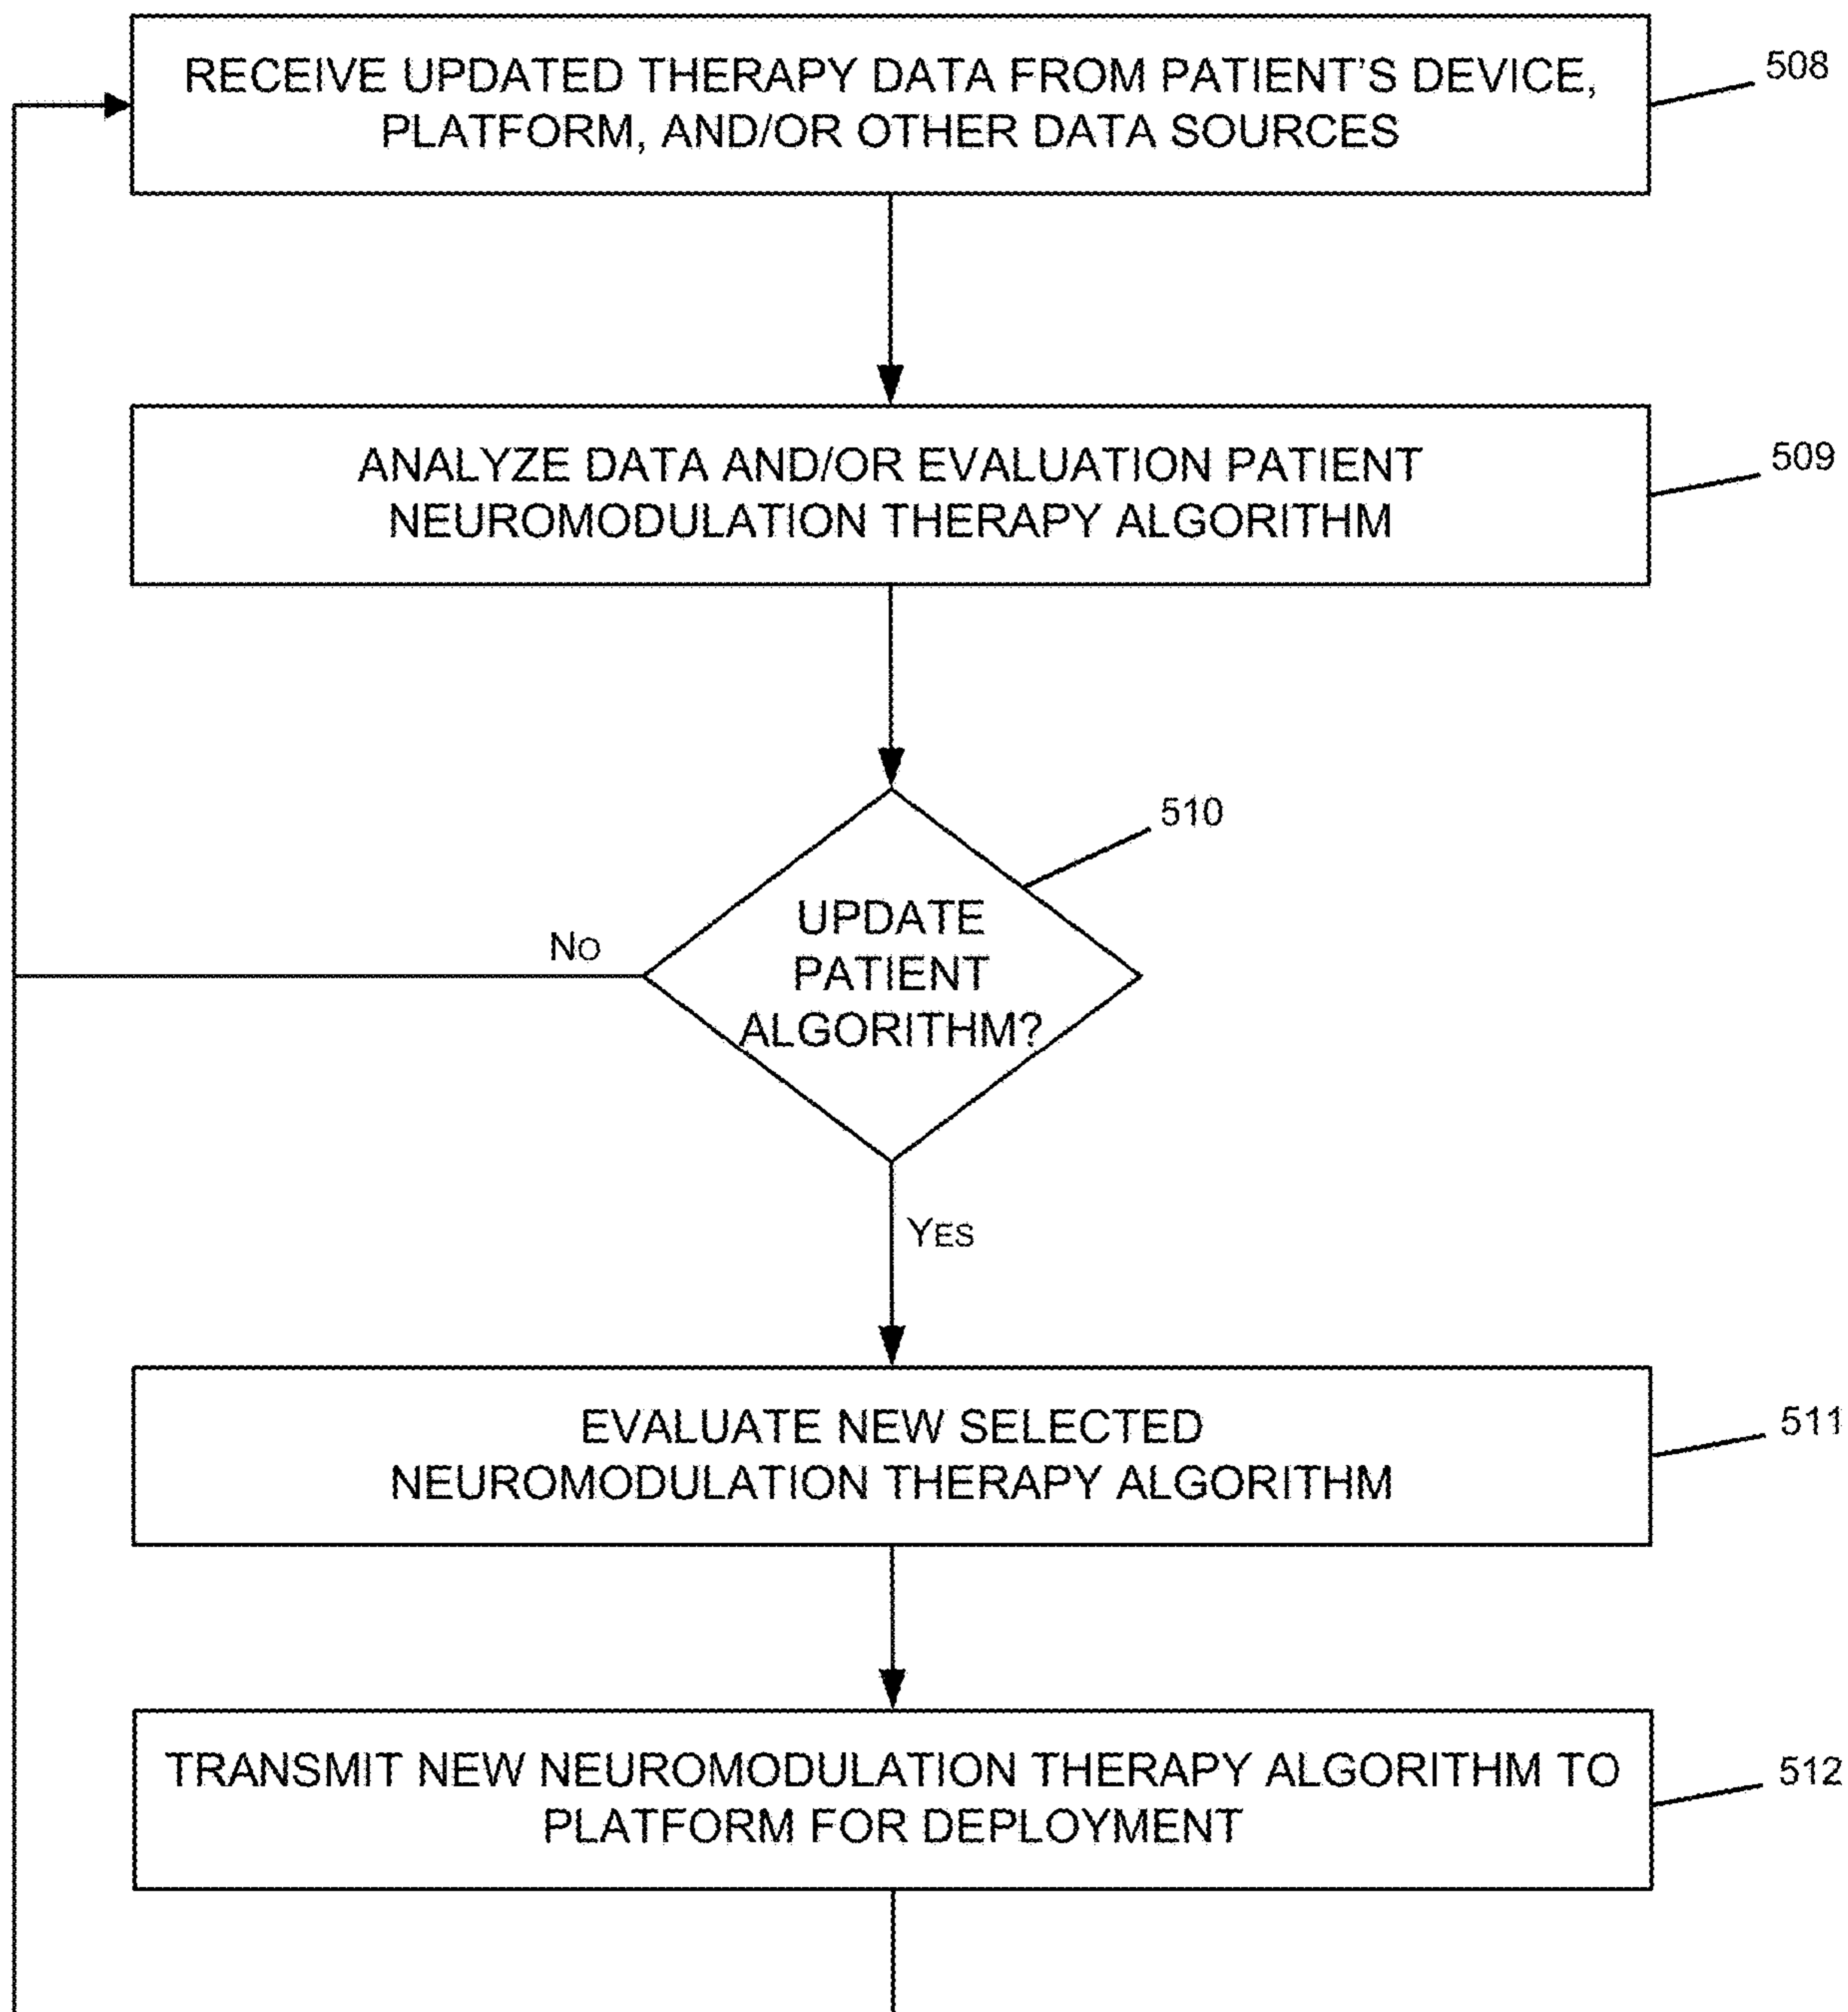 RECEIVE UPDATED THERAPY DATA FROM PATIENT'S DEVICE,
PLATFORM, AND/OR OTHER DATA SOURCES
508
ANALYZE DATA AND/OR EVALUATION PATIENT
NEUROMODULATION THERAPY ALGORITHM
509
510
UPDATE
PATIENT
ALGORITHM?
NO
YES
EVALUATE NEW SELECTED
NEUROMODULATION THERAPY ALGORITHM
511
TRANSMIT NEW NEUROMODULATION THERAPY ALGORITHM TO
PLATFORM FOR DEPLOYMENT
512